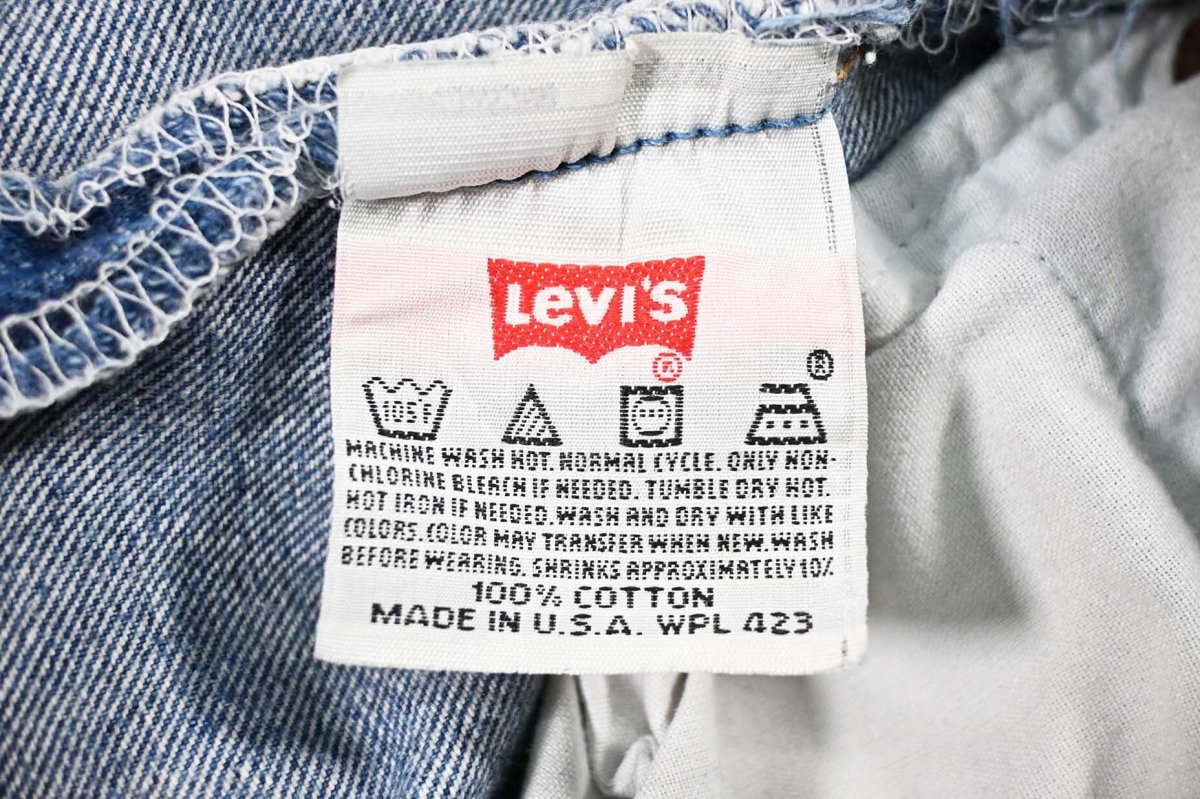 Levi's
®
®
105F
MACHINE WASH HOT. NORMAL CYCLE. ONLY NON-
CHLORINE BLEACH IF NEEDED. TUMBLE DRY HOT.
HOT IRON IF NEEDED. WASH AND DRY WITH LIKE
COLORS. COLOR MAY TRANSFER WHEN NEW. WASH
BEFORE WEARING. SHRINKS APPROXIMATELY 10%
100% COTTON
MADE IN U.S.A. WPL 423